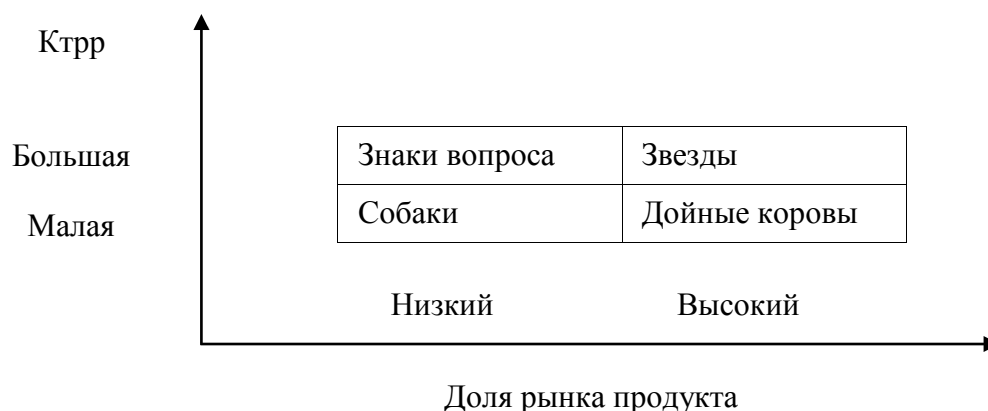 Ктрр
Большая
Знаки вопроса
Звезды
Малая
Собаки
Дойные коровы
Низкий
Высокий
Доля рынка продукта